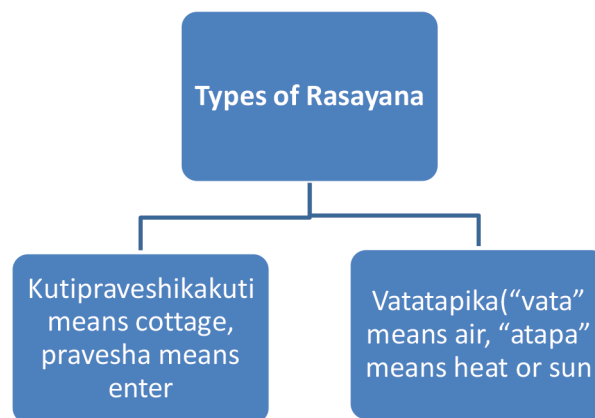 Types of Rasayana
Kutipraveshikakuti
means cottage,
pravesha means
enter
Vatatapika(“vata”
means air, “atapa”
means heat or sun